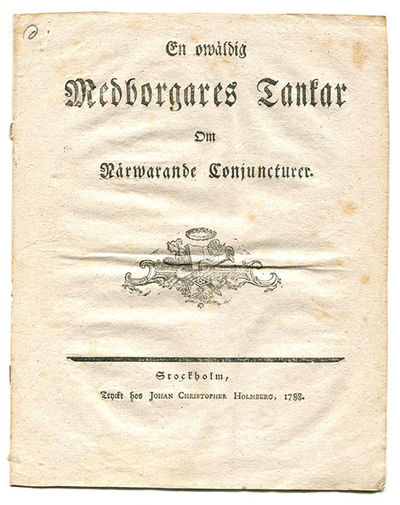 En owäldig
Medborgares Tankar
Om
Närwarande Conjuncturer.
Stockholm,
Tryckt hos JOHAN CHRISTOPHER HOLMBERG, 1788.